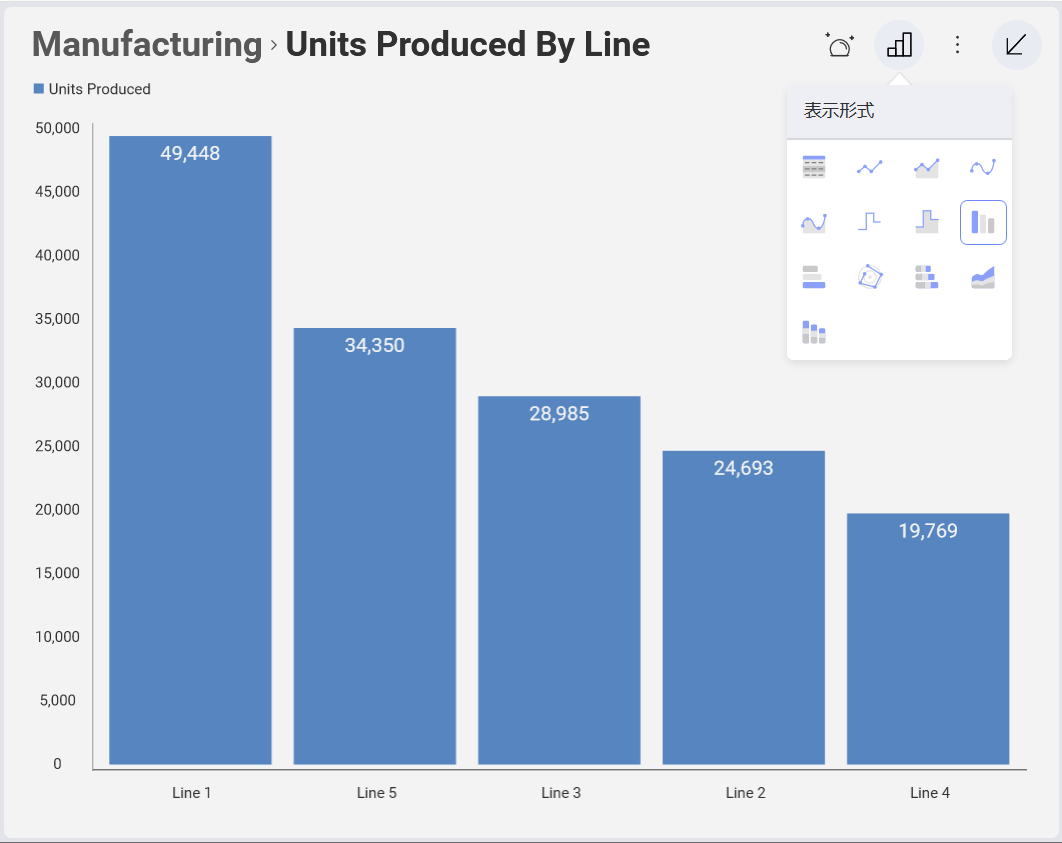 Manufacturing › Units Produced By Line
Units Produced
表示形式
50,000
45,000
40,000
35,000
30,000
25,000
20,000
15,000
10,000
5,000
0
49,448
34,350
28,985
24,693
19,769
Line 1
Line 5
Line 3
Line 2
Line 4